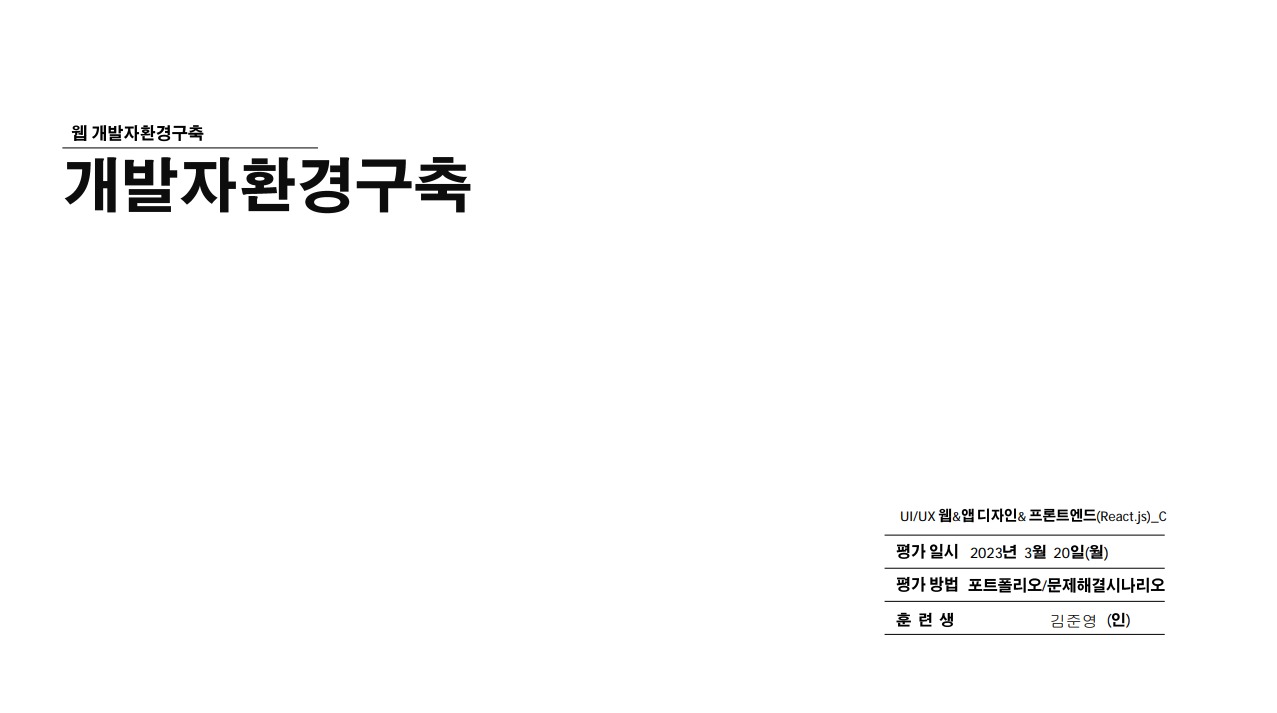 웹 개발자환경구축
개발자환경구축
UI/UX 웹&앱 디자인& 프론트엔드(React.js)_C
평가 일시 2023년 3월 20일(월)
평가 방법 포트폴리오/문제해결시나리오
훈 련 생 김준영 (인)